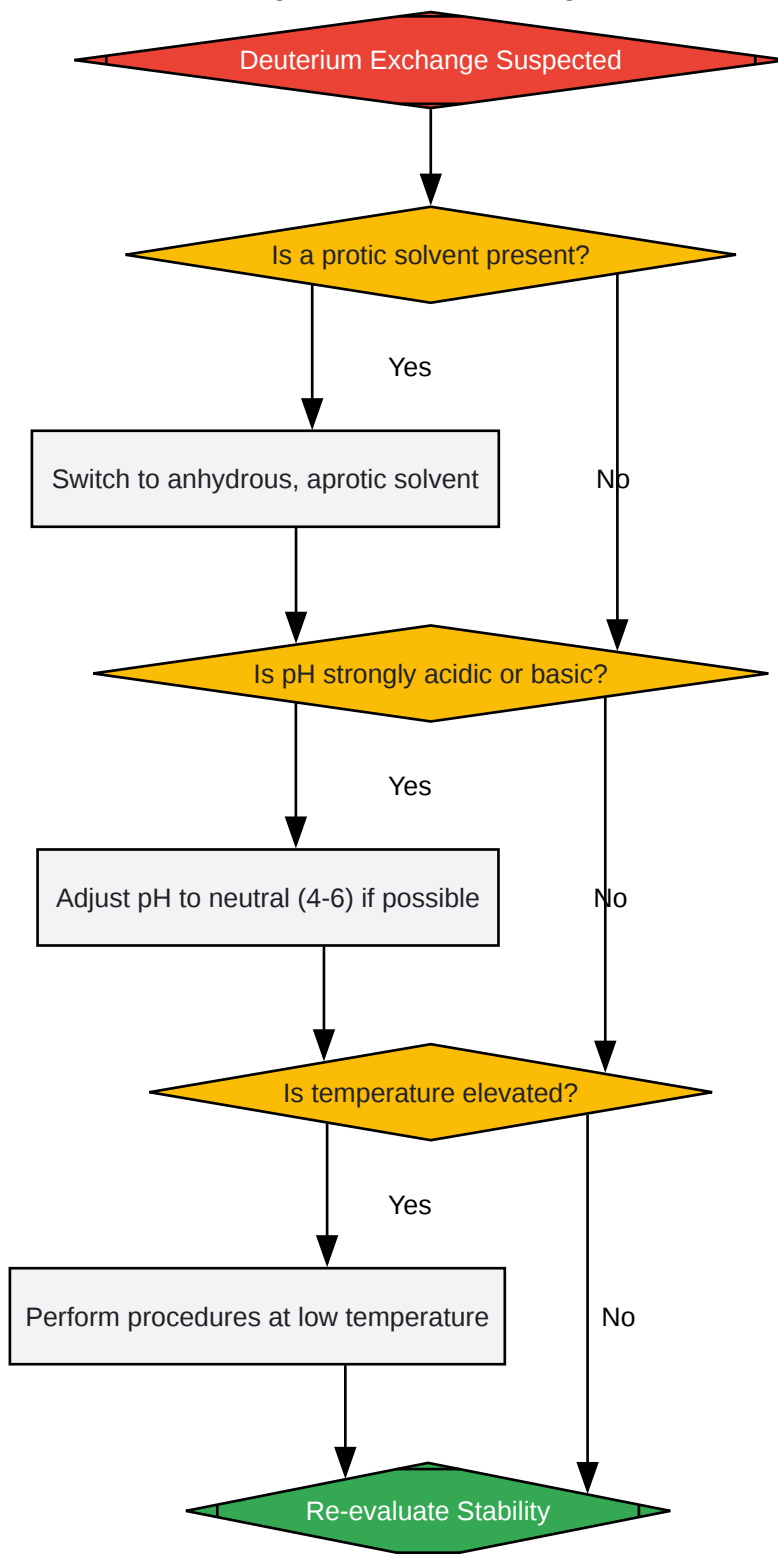 Deuterium Exchange Suspected
Is a protic solvent present?
Yes
Switch to anhydrous, aprotic solvent
No
Is pH strongly acidic or basic?
Yes
Adjust pH to neutral (4-6) if possible
No
Is temperature elevated?
Yes
Perform procedures at low temperature
No
Re-evaluate Stability